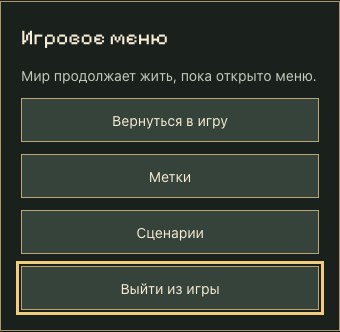 Игровое меню
Мир продолжает жить, пока открыто меню.
Вернуться в игру
Метки
Сценарии
Выйти из игры